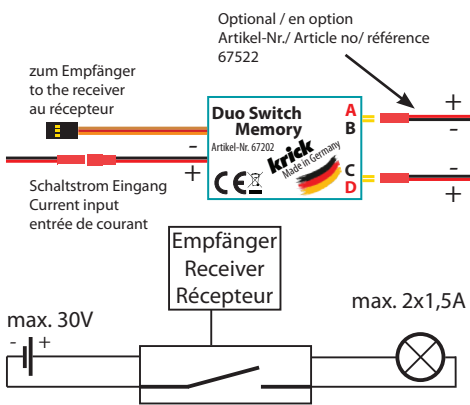 Optional / en option
Artikel-Nr./ Article no/ référence
67522
zum Empfänger
to the receiver
au récepteur
+
-
Duo Switch
Memory
Artikel-Nr. 67202
krick
Made in Germany
CE
A
B
C
D
-
+
-
+
Schaltstrom Eingang
Current input
entrée de courant
Empfänger
Receiver
Récepteur
max. 30V
- +
max. 2x1,5A